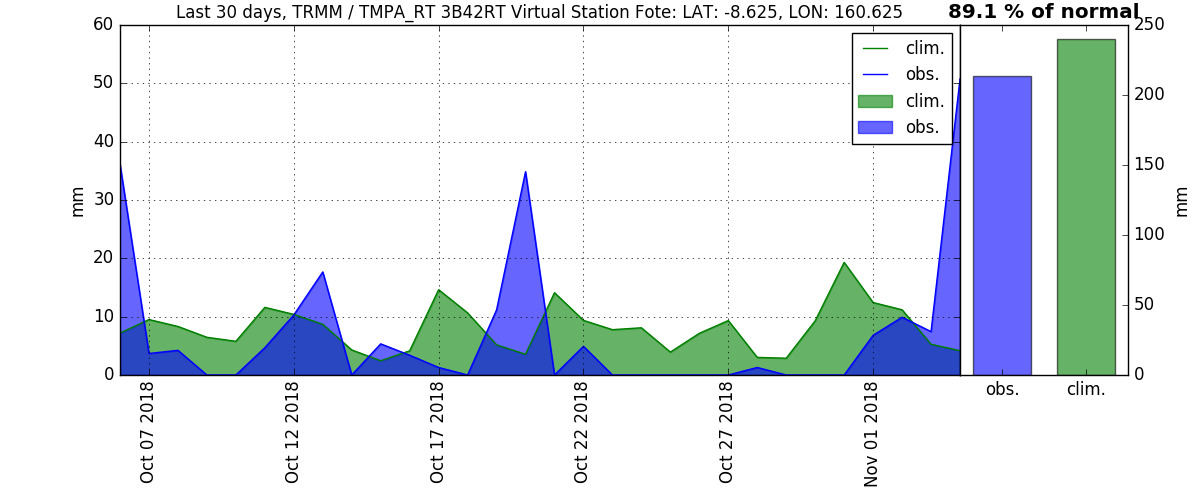 Last 30 days, TRMM / TMPA_RT 3B42RT Virtual Station Fote: LAT: -8.625, LON: 160.625
89.1 % of normal
60
50
40
30
20
10
0
mm
clim.
obs.
clim.
obs.
Oct 07 2018
Oct 12 2018
Oct 17 2018
Oct 22 2018
Oct 27 2018
Nov 01 2018
250
200
150
100
50
0
mm
obs.
clim.